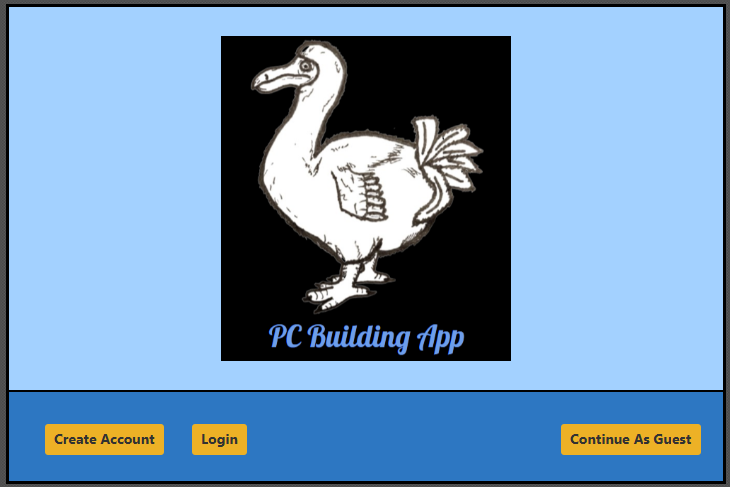 PC Building App
Create Account
Login
Continue As Guest